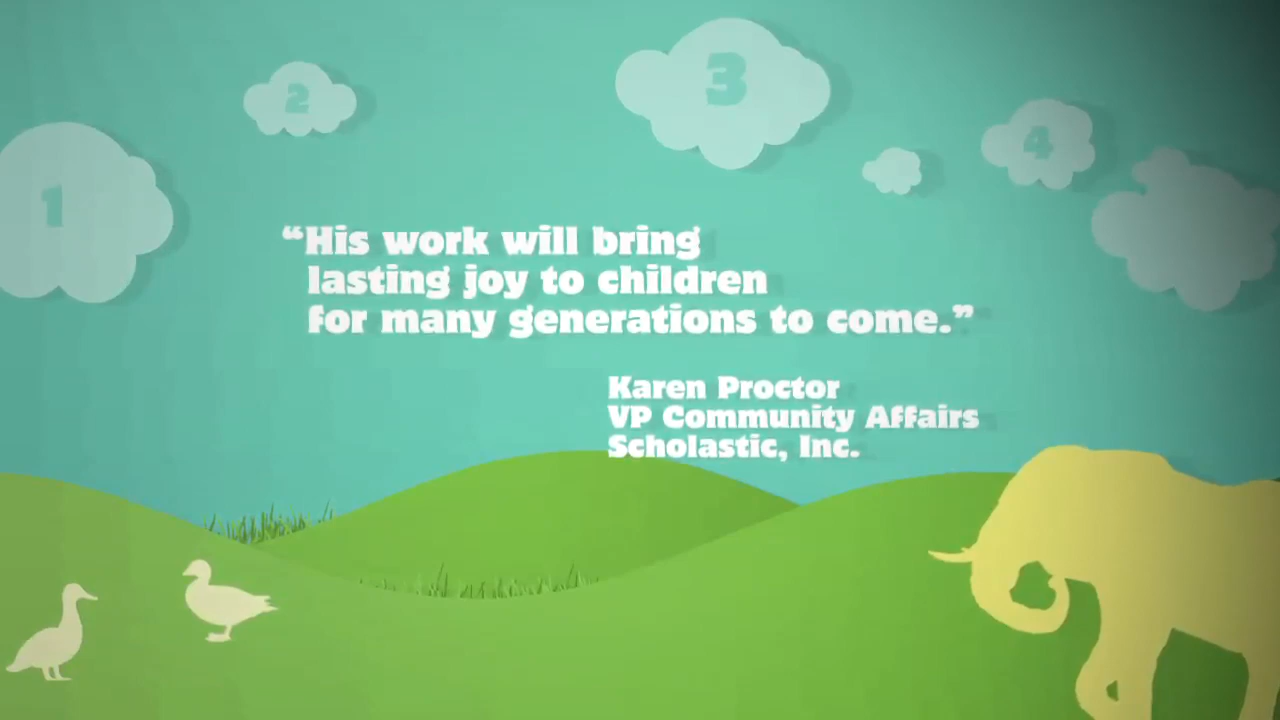 1
2
3
4
“His work will bring
lasting joy to children
for many generations to come.”
Karen Proctor
VP Community Affairs
Scholastic, Inc.